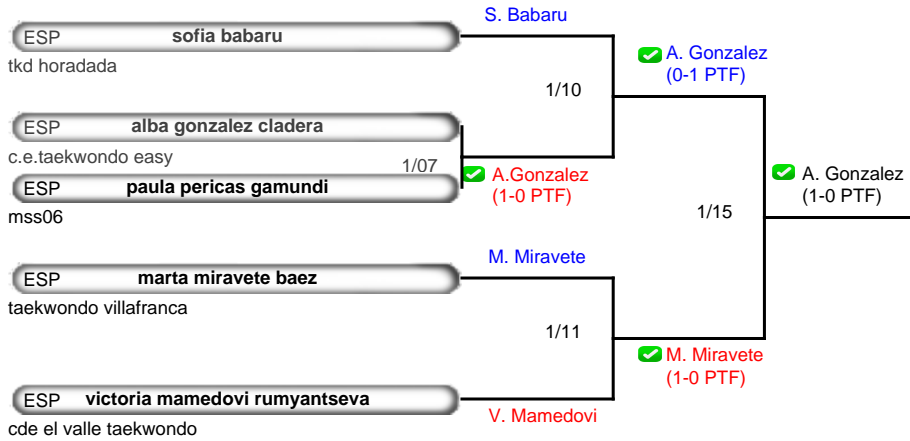 S. Babaru
ESP sofia babaru
tkd horadada
A. Gonzalez
(0-1 PTF)
1/10
ESP alba gonzalez cladera
c.e.taekwondo easy
1/07
A.Gonzalez
(1-0 PTF)
ESP paula pericas gamundi
mss06
A. Gonzalez
(1-0 PTF)
1/15
M. Miravete
ESP marta miravete baez
taekwondo villafranca
1/11
M. Miravete
(1-0 PTF)
ESP victoria mamedovi rumyantseva
V. Mamedovi
cde el valle taekwondo